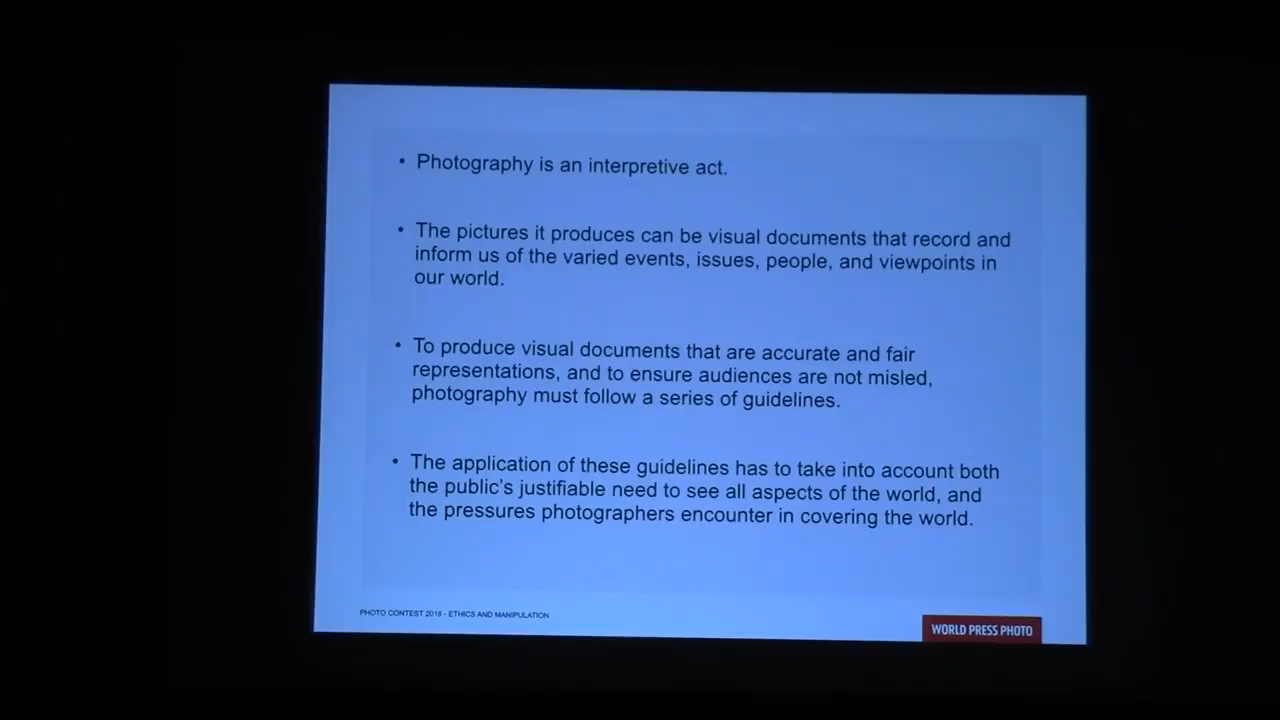 • Photography is an interpretive act.
• The pictures it produces can be visual documents that record and
inform us of the varied events, issues, people, and viewpoints in
our world.
• To produce visual documents that are accurate and fair
representations, and to ensure audiences are not misled,
photography must follow a series of guidelines.
• The application of these guidelines has to take into account both
the public's justifiable need to see all aspects of the world, and
the pressures photographers encounter in covering the world.
PHOTO CONTEST 2016 - ETHICS AND MANIPULATION
WORLD PRESS PHOTO